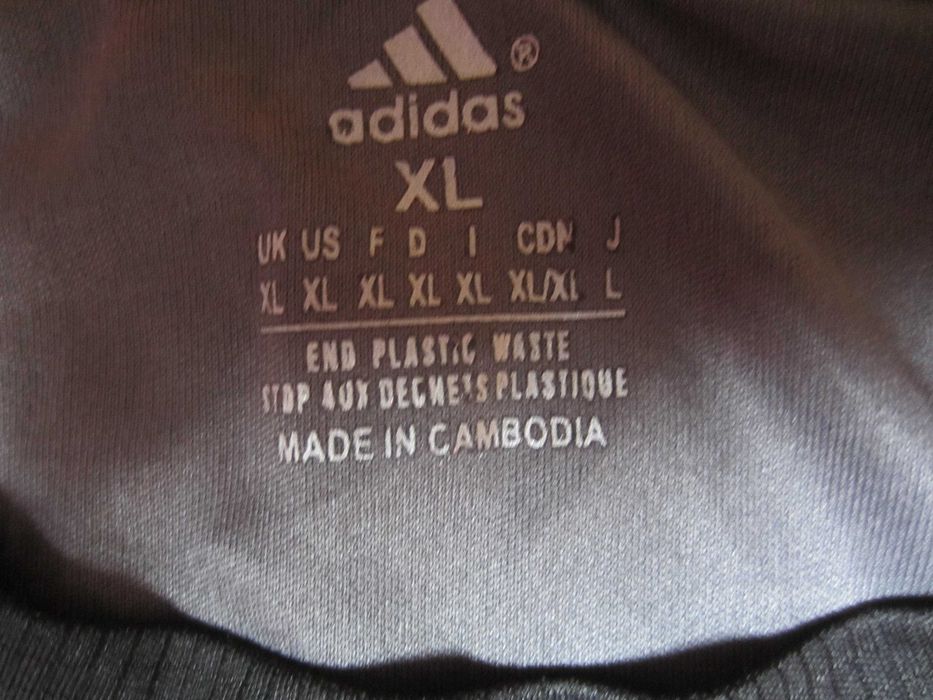 adidas®
XL
UK US F D I CDN J
XL XL XL XL XL XL/XL L
END PLASTIC WASTE
STOP AUX DECHETS PLASTIQUE
MADE IN CAMBODIA